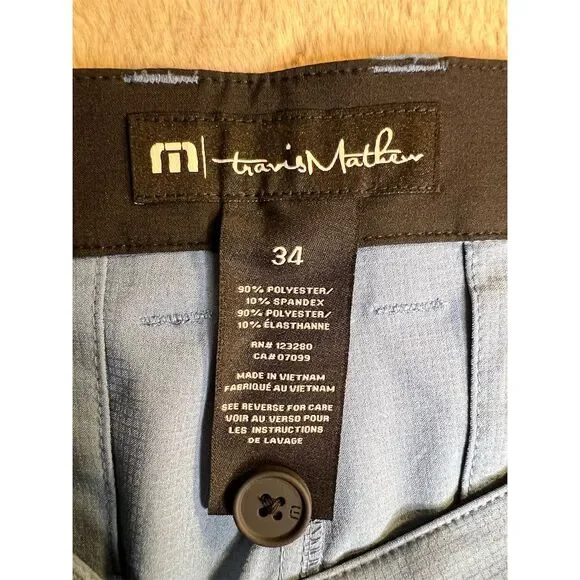 m | travisMathew
34
90% POLYESTER/
10% SPANDEX
90% POLYESTER/
10% ÉLASTHANNE
RN# 123280
CA# 07099
MADE IN VIETNAM
FABRIQUÉ AU VIETNAM
SEE REVERSE FOR CARE
VOIR AU VERSO POUR
LES INSTRUCTIONS
DE LAVAGE